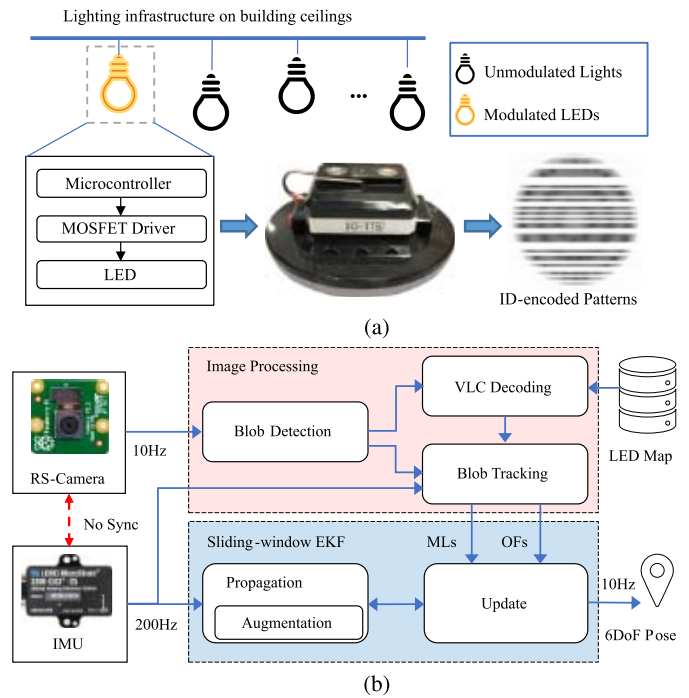 Lighting infrastructure on building ceilings
...
Unmodulated Lights
Modulated LEDs
Microcontroller
MOSFET Driver
LED
ID-encoded Patterns
(a)
Image Processing
RS-Camera
10Hz
Blob Detection
VLC Decoding
Blob Tracking
LED Map
No Sync
IMU
200Hz
Sliding-window EKF
MLs
OFs
Propagation
Augmentation
Update
10Hz
6DoF Pose
(b)